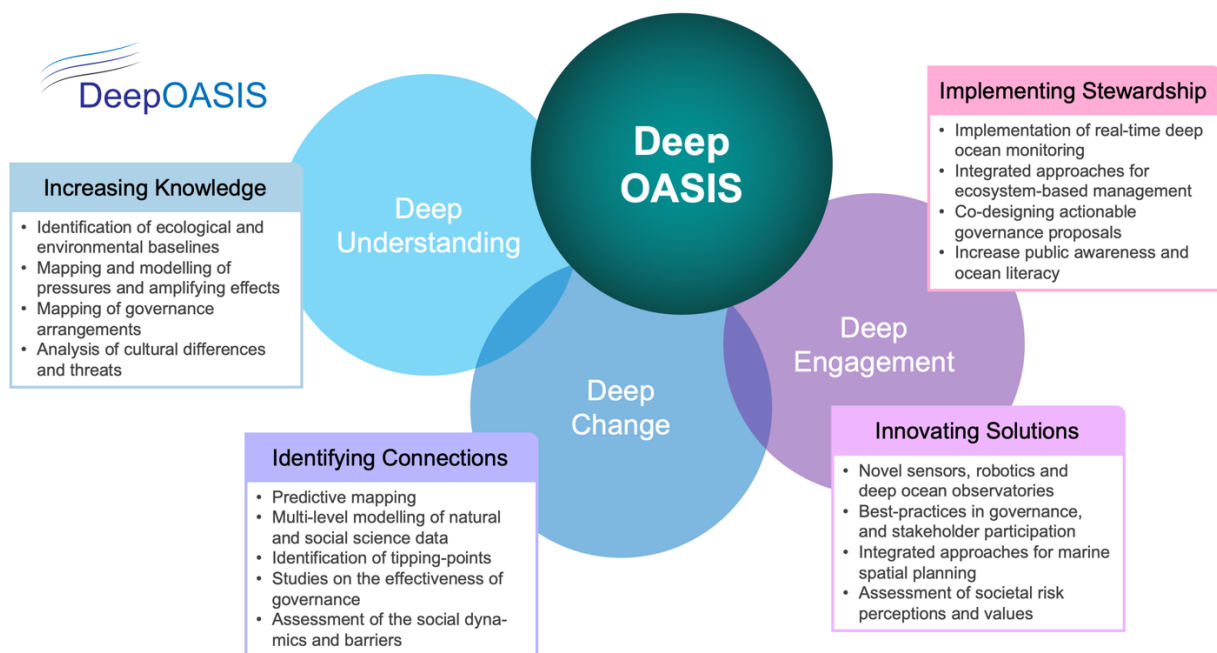 DeepOASIS
Deep
OASIS
Deep
Understanding
Deep
Change
Deep
Engagement
Increasing Knowledge
• Identification of ecological and
environmental baselines
• Mapping and modelling of
pressures and amplifying effects
• Mapping of governance
arrangements
• Analysis of cultural differences
and threats
Identifying Connections
• Predictive mapping
• Multi-level modelling of natural
and social science data
• Identification of tipping-points
• Studies on the effectiveness of
governance
• Assessment of the social dyna-
mics and barriers
Implementing Stewardship
• Implementation of real-time deep
ocean monitoring
• Integrated approaches for
ecosystem-based management
• Co-designing actionable
governance proposals
• Increase public awareness and
ocean literacy
Innovating Solutions
• Novel sensors, robotics and
deep ocean observatories
• Best-practices in governance,
and stakeholder participation
• Integrated approaches for marine
spatial planning
• Assessment of societal risk
perceptions and values